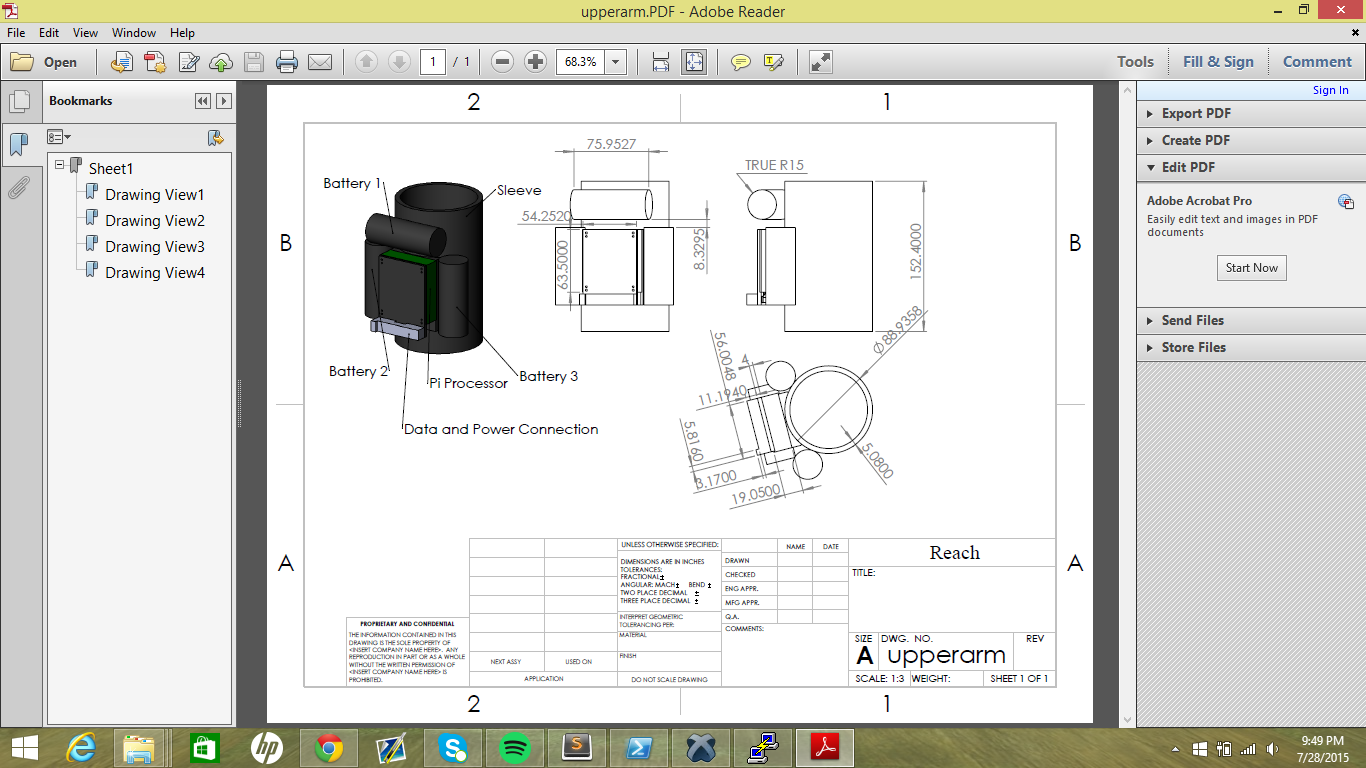 upperarm.PDF - Adobe Reader
File Edit View Window Help
Open 1 / 1 68.3% Tools Fill & Sign Comment
Sign In
Bookmarks
Sheet1
Drawing View1
Drawing View2
Drawing View3
Drawing View4
2 1
B B
A A
2 1
Battery 1
Sleeve
Battery 2
Pi Processor
Battery 3
Data and Power Connection
75.9527
54.2520
63.5000
8.3295
TRUE R15
152.4000
Ø88.9358
56.0048
4
11.1940
5.8160
3.1700
19.0500
5.0800
PROPRIETARY AND CONFIDENTIAL
THE INFORMATION CONTAINED IN THIS
DRAWING IS THE SOLE PROPERTY OF
<INSERT COMPANY NAME HERE>. ANY
REPRODUCTION IN PART OR AS A WHOLE
WITHOUT THE WRITTEN PERMISSION OF
<INSERT COMPANY NAME HERE> IS
PROHIBITED.
NEXT ASSY USED ON
APPLICATION
UNLESS OTHERWISE SPECIFIED:
DIMENSIONS ARE IN INCHES
TOLERANCES:
FRACTIONAL±
ANGULAR: MACH± BEND ±
TWO PLACE DECIMAL ±
THREE PLACE DECIMAL ±
INTERPRET GEOMETRIC
TOLERANCING PER:
MATERIAL
FINISH
DO NOT SCALE DRAWING
NAME DATE
DRAWN
CHECKED
ENG APPR.
MFG APPR.
Q.A.
COMMENTS:
Reach
TITLE:
SIZE DWG. NO. REV
A upperarm
SCALE: 1:3 WEIGHT: SHEET 1 OF 1
Export PDF
Create PDF
Edit PDF
Adobe Acrobat Pro
Easily edit text and images in PDF
documents
Start Now
Send Files
Store Files
hp
S
S
9:49 PM
7/28/2015